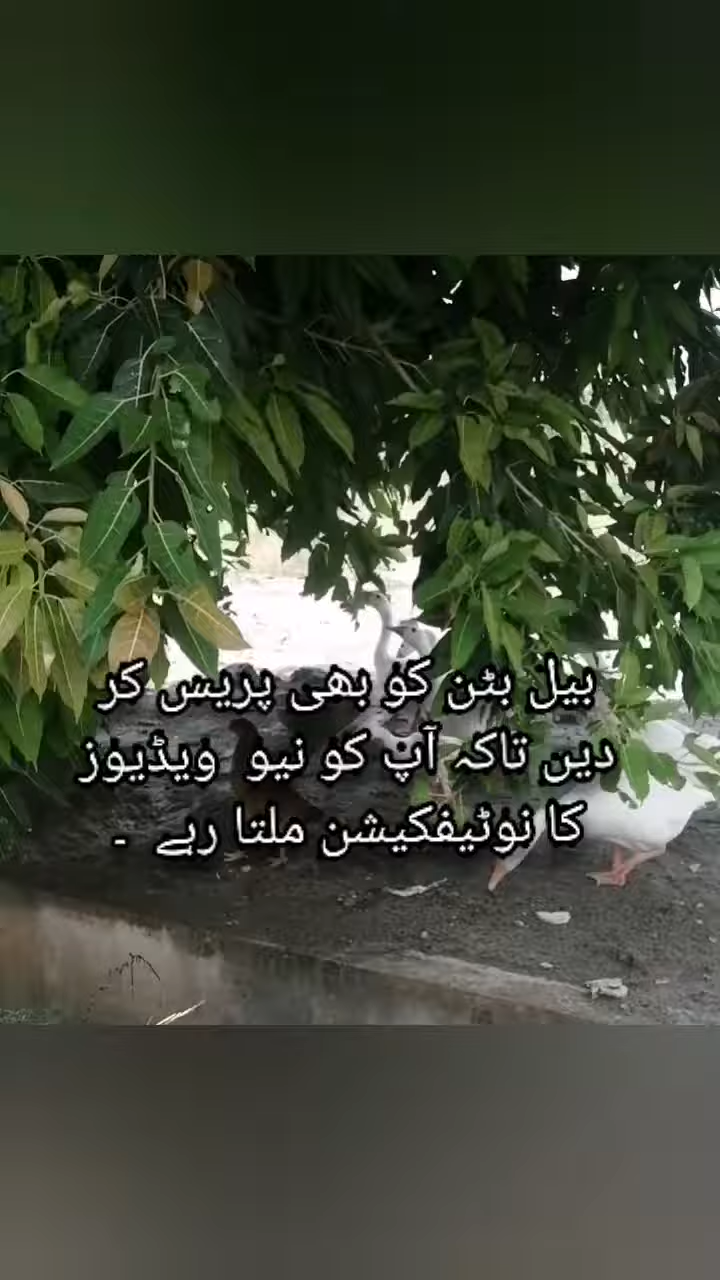 بیل بٹن کو بھی پریس کر
دیں تاکہ آپ کو نیو ویڈیوز
کا نوٹیفکیشن ملتا رہے ۔